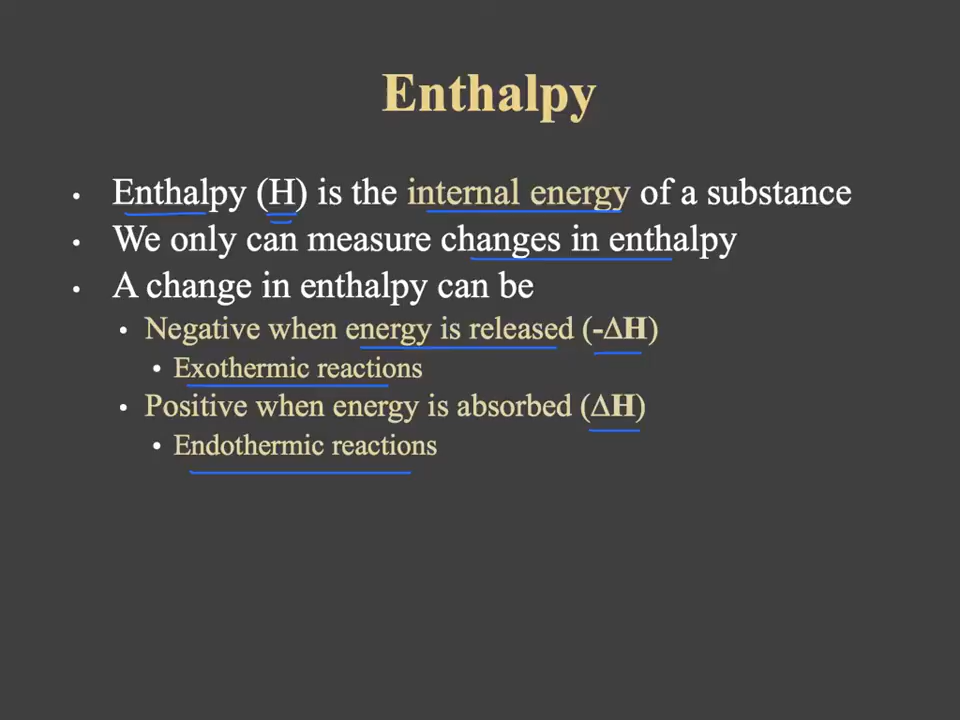 Enthalpy
• Enthalpy (H) is the internal energy of a substance
• We only can measure changes in enthalpy
• A change in enthalpy can be
• Negative when energy is released (-ΔH)
• Exothermic reactions
• Positive when energy is absorbed (ΔH)
• Endothermic reactions